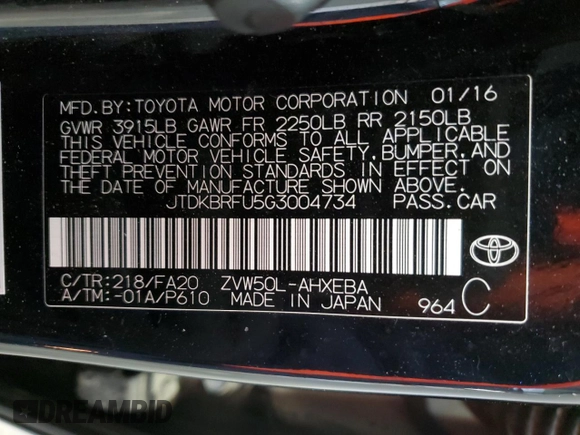 MFD.BY:TOYOTA MOTOR CORPORATION 01/16
GVWR 3915LB GAWR FR 2250LB RR 2150LB
THIS VEHICLE CONFORMS TO ALL APPLICABLE
FEDERAL MOTOR VEHICLE SAFETY,BUMPER,AND
THEFT PREVENTION STANDARDS IN EFFECT ON
THE DATE OF MANUFACTURE SHOWN ABOVE.
JTDKBRFU5G3004734 PASS.CAR
TOYOTA
C/TR:218/FA20 ZVW50L-AHXEBA
A/TM:-01A/P610 MADE IN JAPAN 964 C
DREAMBID